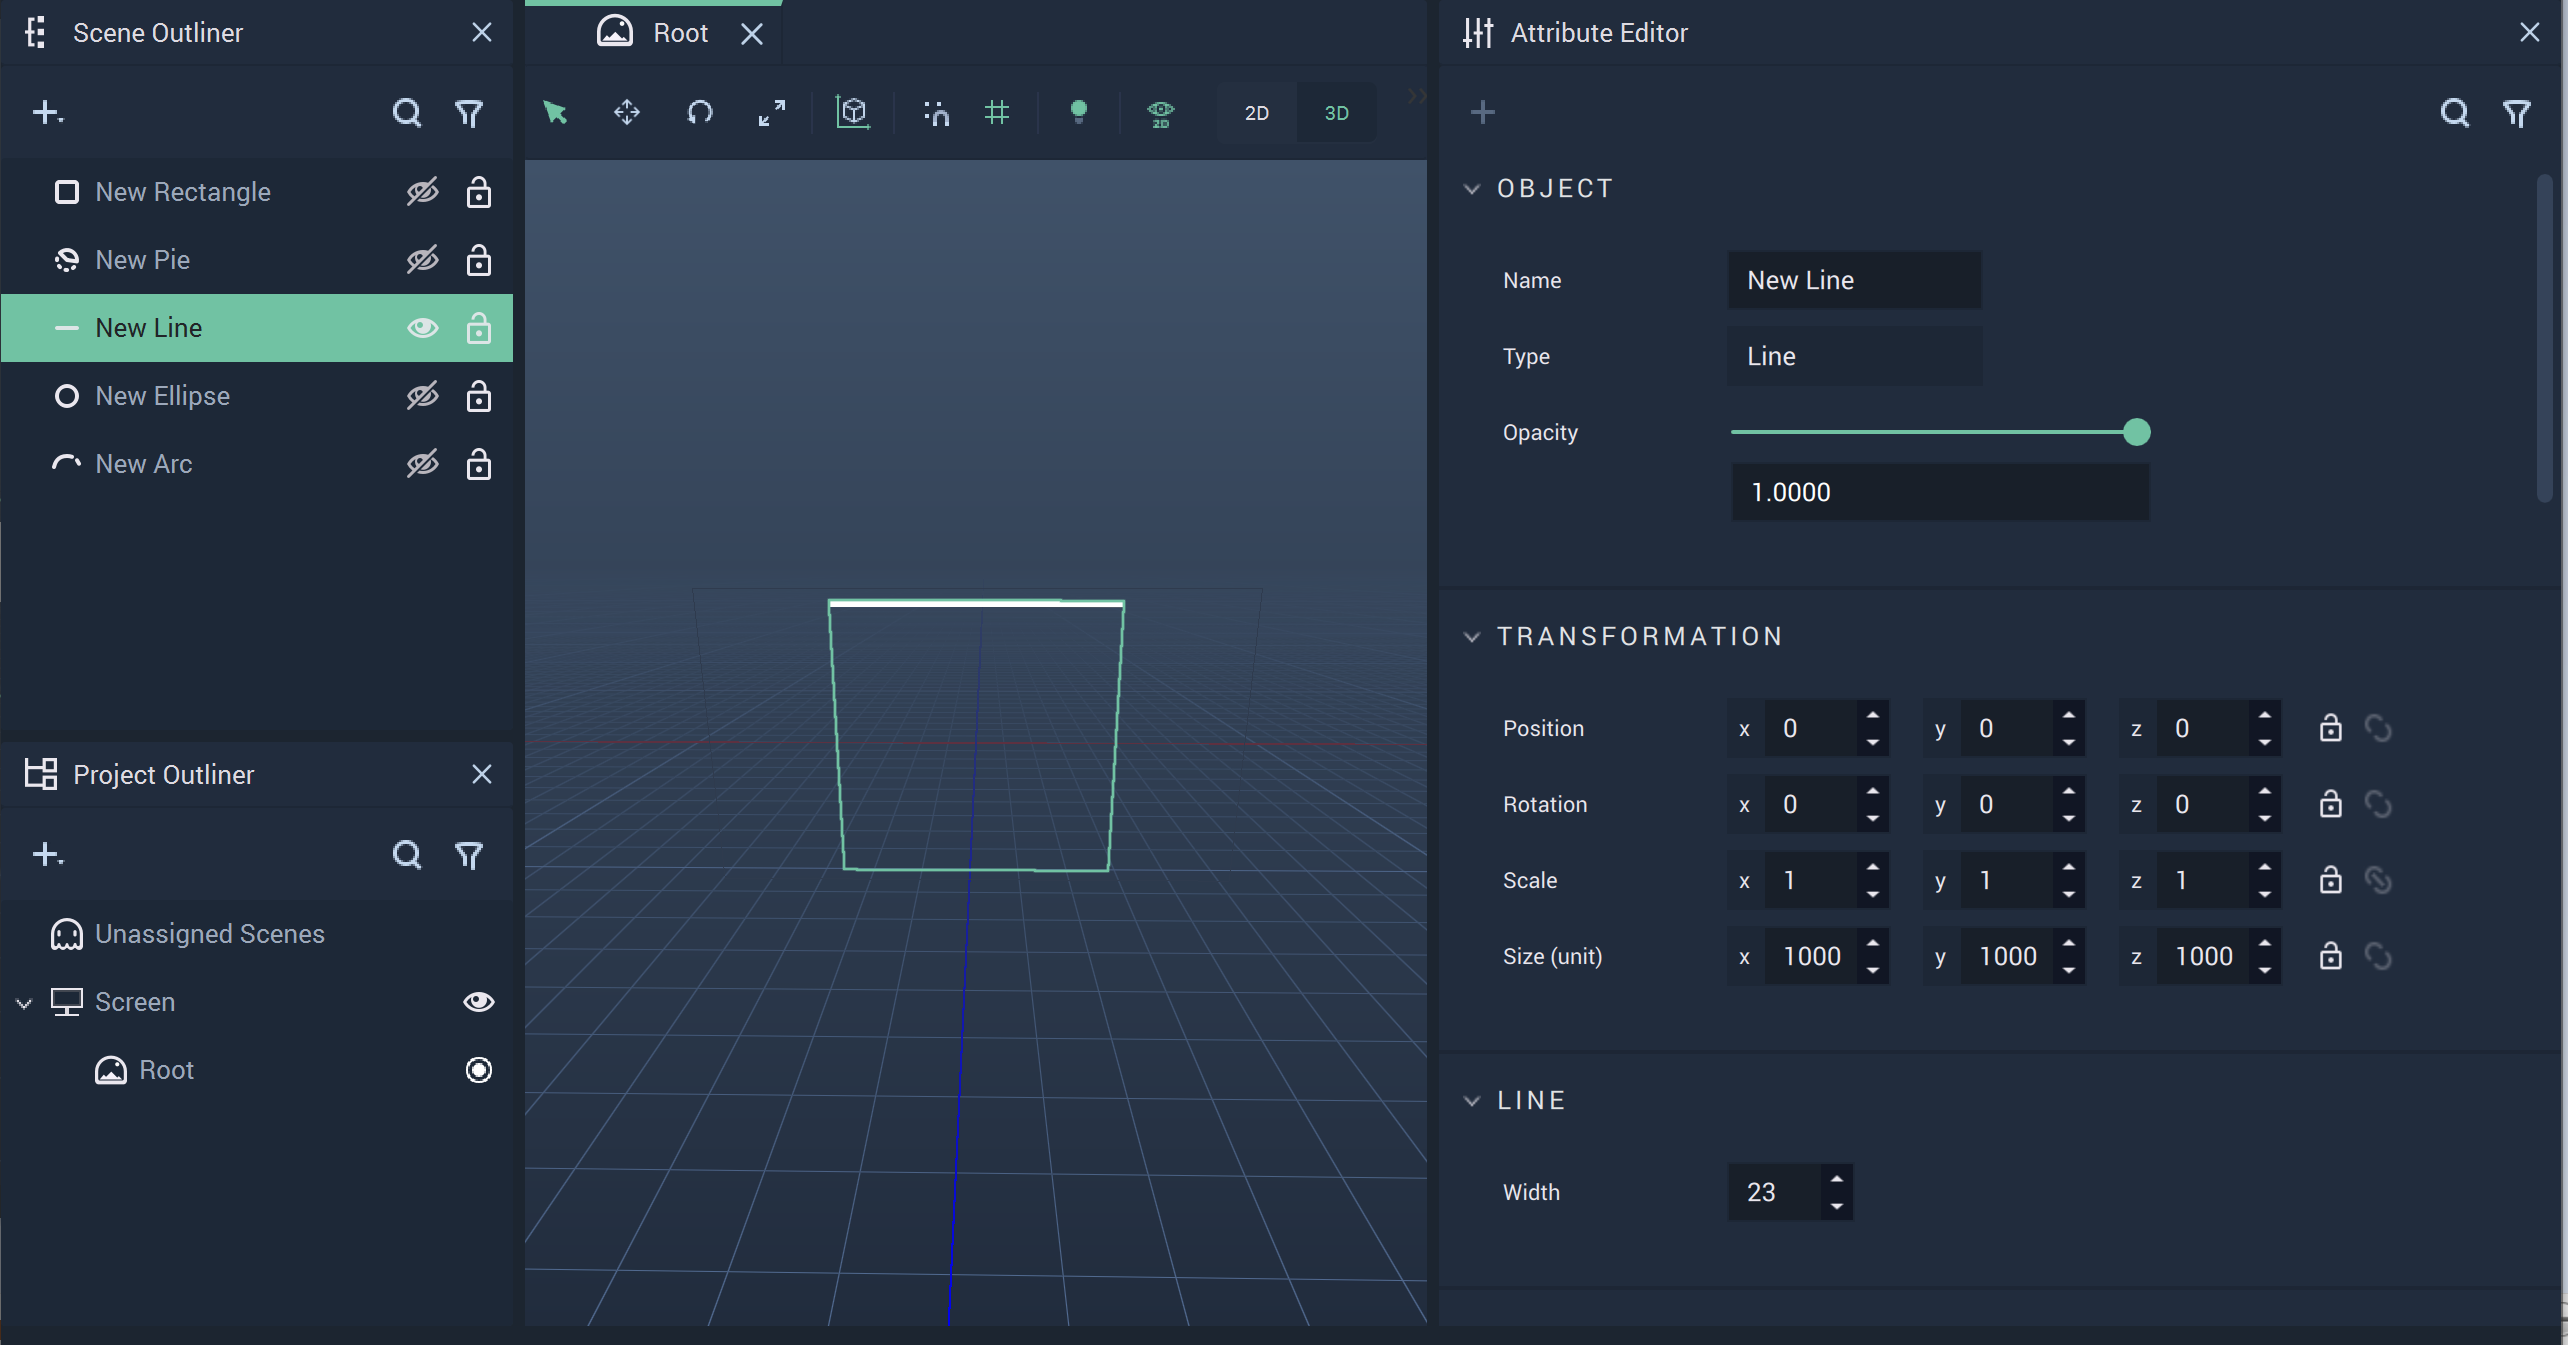 Scene Outliner
New Rectangle
New Pie
New Line
New Ellipse
New Arc
Project Outliner
Unassigned Scenes
Screen
Root
Root
2D
2D 3D
Attribute Editor
OBJECT
Name New Line
Type Line
Opacity
1.0000
TRANSFORMATION
Position x 0 y 0 z 0
Rotation x 0 y 0 z 0
Scale x 1 y 1 z 1
Size (unit) x 1000 y 1000 z 1000
LINE
Width 23